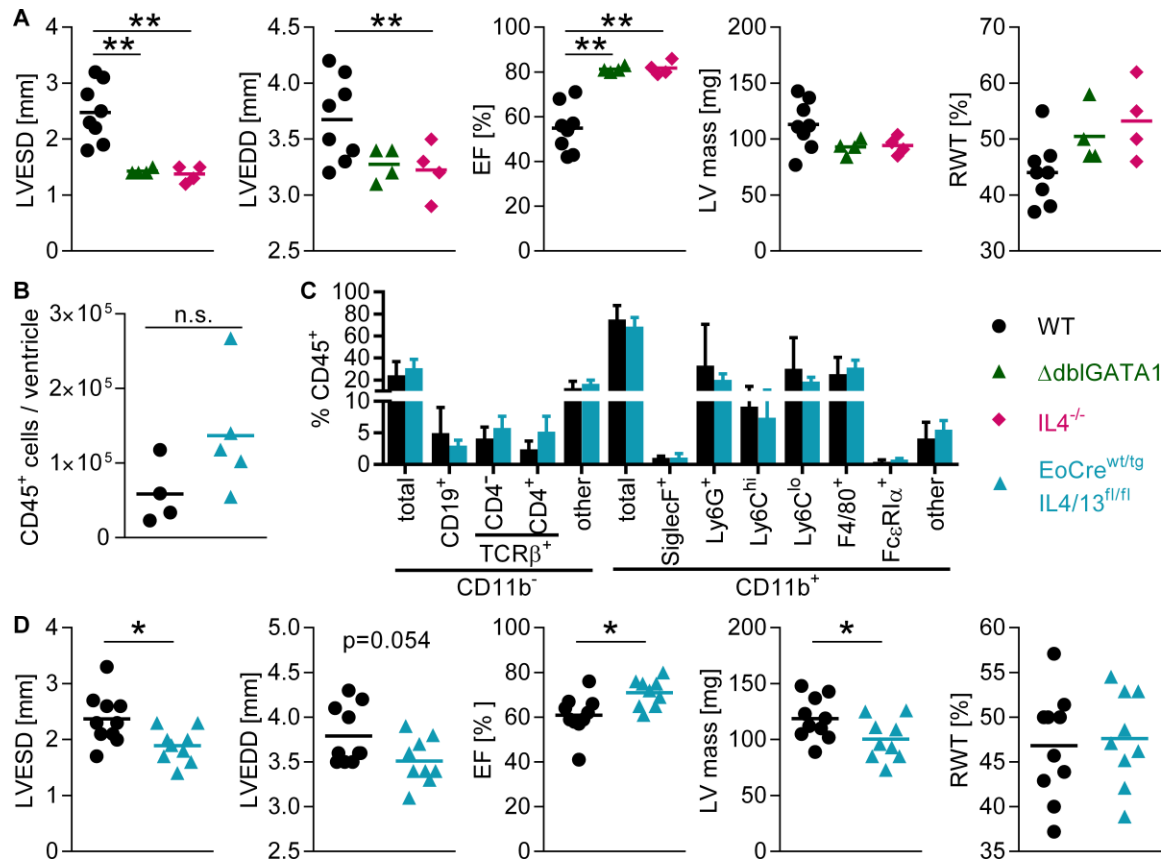 A
LVESD [mm]
4
3
2
1
0
**
**
LVEDD [mm]
4.5
4.0
3.5
3.0
2.5
**
EF [%]
100
80
60
40
20
0
**
**
LV mass [mg]
200
150
100
50
0
RWT [%]
70
60
50
40
30
B
CD45⁺ cells / ventricle
3×10⁵
2×10⁵
1×10⁵
0
n.s.
C
% CD45⁺
100
80
60
40
20
10
5
0
total
CD19⁺
CD4⁻
CD4⁺
other
total
SiglecF⁺
Ly6G⁺
Ly6Cʰⁱ
Ly6Cˡᵒ
F4/80⁺
FcεRIα⁺
other
TCRβ⁺
CD11b⁻
CD11b⁺
WT
ΔdblGATA1
IL4⁻/⁻
EoCreʷᵗ/ᵗᵍ
IL4/13ᶠˡ/ᶠˡ
D
LVESD [mm]
4
3
2
1
0
*
LVEDD [mm]
5.0
4.5
4.0
3.5
3.0
2.5
p=0.054
EF [% ]
100
80
60
40
20
0
*
LV mass [mg]
200
150
100
50
0
*
RWT [%]
60
55
50
45
40
35